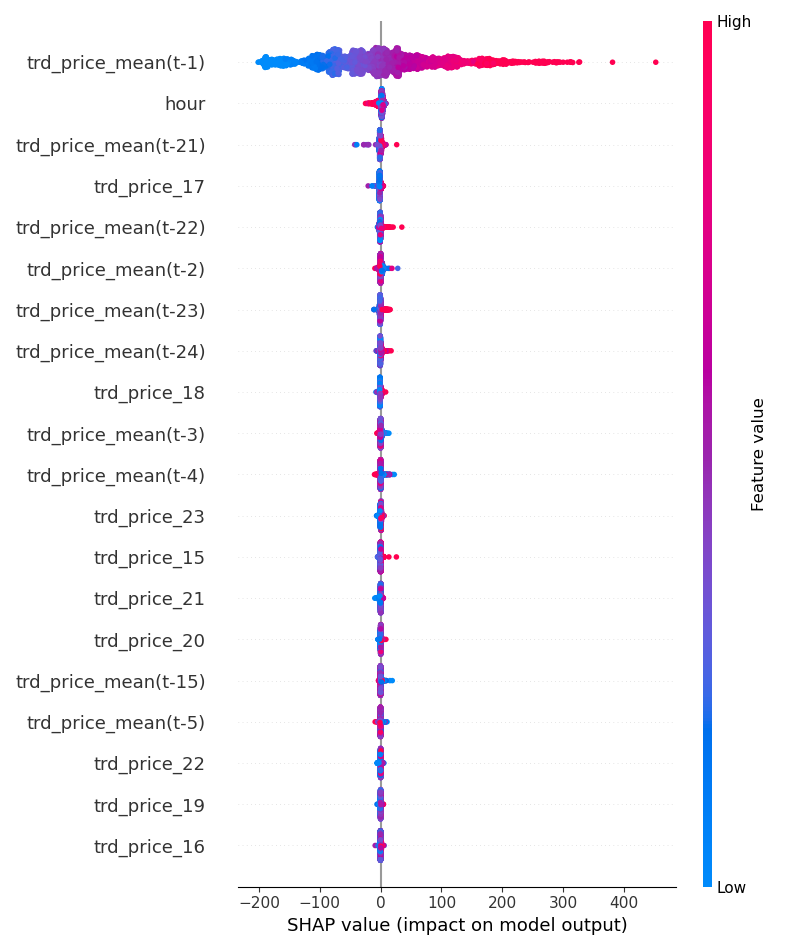 High
trd_price_mean(t-1)
hour
trd_price_mean(t-21)
trd_price_17
trd_price_mean(t-22)
trd_price_mean(t-2)
trd_price_mean(t-23)
trd_price_mean(t-24)
trd_price_18
trd_price_mean(t-3)
trd_price_mean(t-4)
trd_price_23
trd_price_15
trd_price_21
trd_price_20
trd_price_mean(t-15)
trd_price_mean(t-5)
trd_price_22
trd_price_19
trd_price_16
Feature value
Low
−200 −100 0 100 200 300 400
SHAP value (impact on model output)